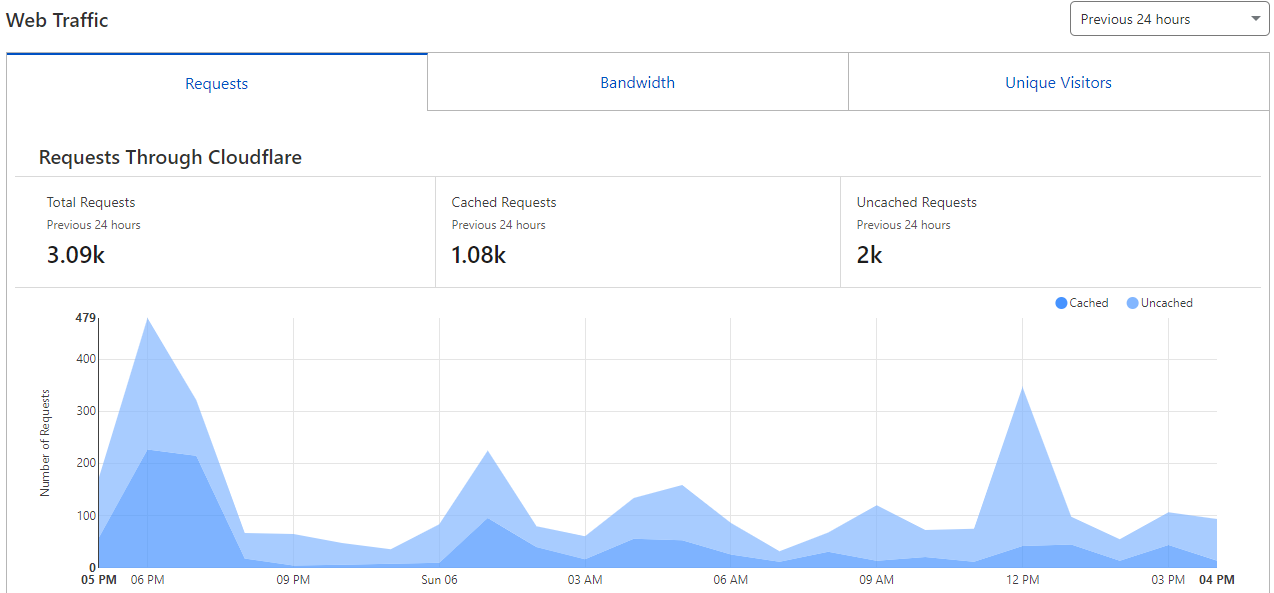 Web Traffic
Previous 24 hours
Requests
Bandwidth
Unique Visitors
Requests Through Cloudflare
Total Requests
Previous 24 hours
3.09k
Cached Requests
Previous 24 hours
1.08k
Uncached Requests
Previous 24 hours
2k
Cached
Uncached
Number of Requests
479
400
300
200
100
0
05 PM
06 PM
09 PM
Sun 06
03 AM
06 AM
09 AM
12 PM
03 PM
04 PM